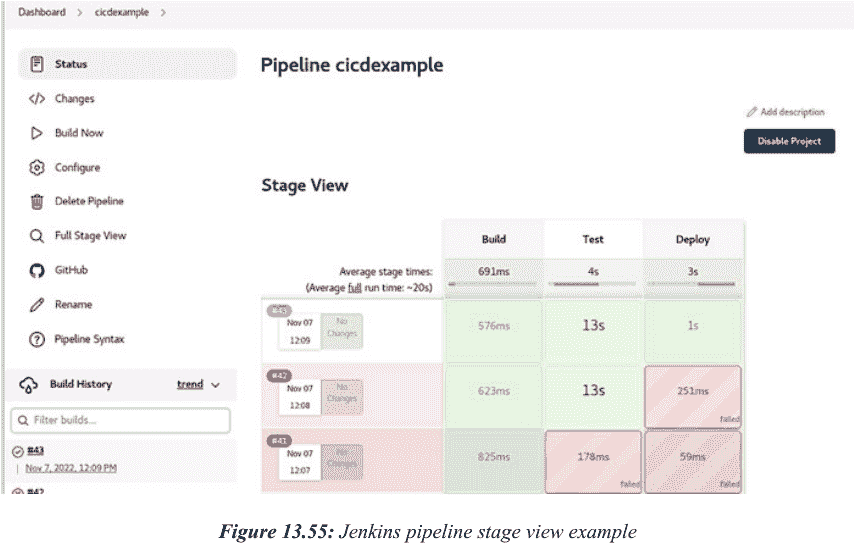 Dashboard > cicdexample >
Status
Changes
Build Now
Configure
Delete Pipeline
Full Stage View
GitHub
Rename
Pipeline Syntax
Build History trend
Filter builds...
#43
Nov 7, 2022, 12:09 PM
#42
Pipeline cicdexample
Add description
Disable Project
Stage View
Build Test Deploy
Average stage times: 691ms 4s 3s
(Average full run time: ~20s)
#43
Nov 07 No
12:09 Changes
576ms 13s 1s
#42
Nov 07 No
12:08 Changes
623ms 13s 251ms
failed
#41
Nov 07 No
12:07 Changes
825ms 178ms 59ms
failed failed
Figure 13.55: Jenkins pipeline stage view example